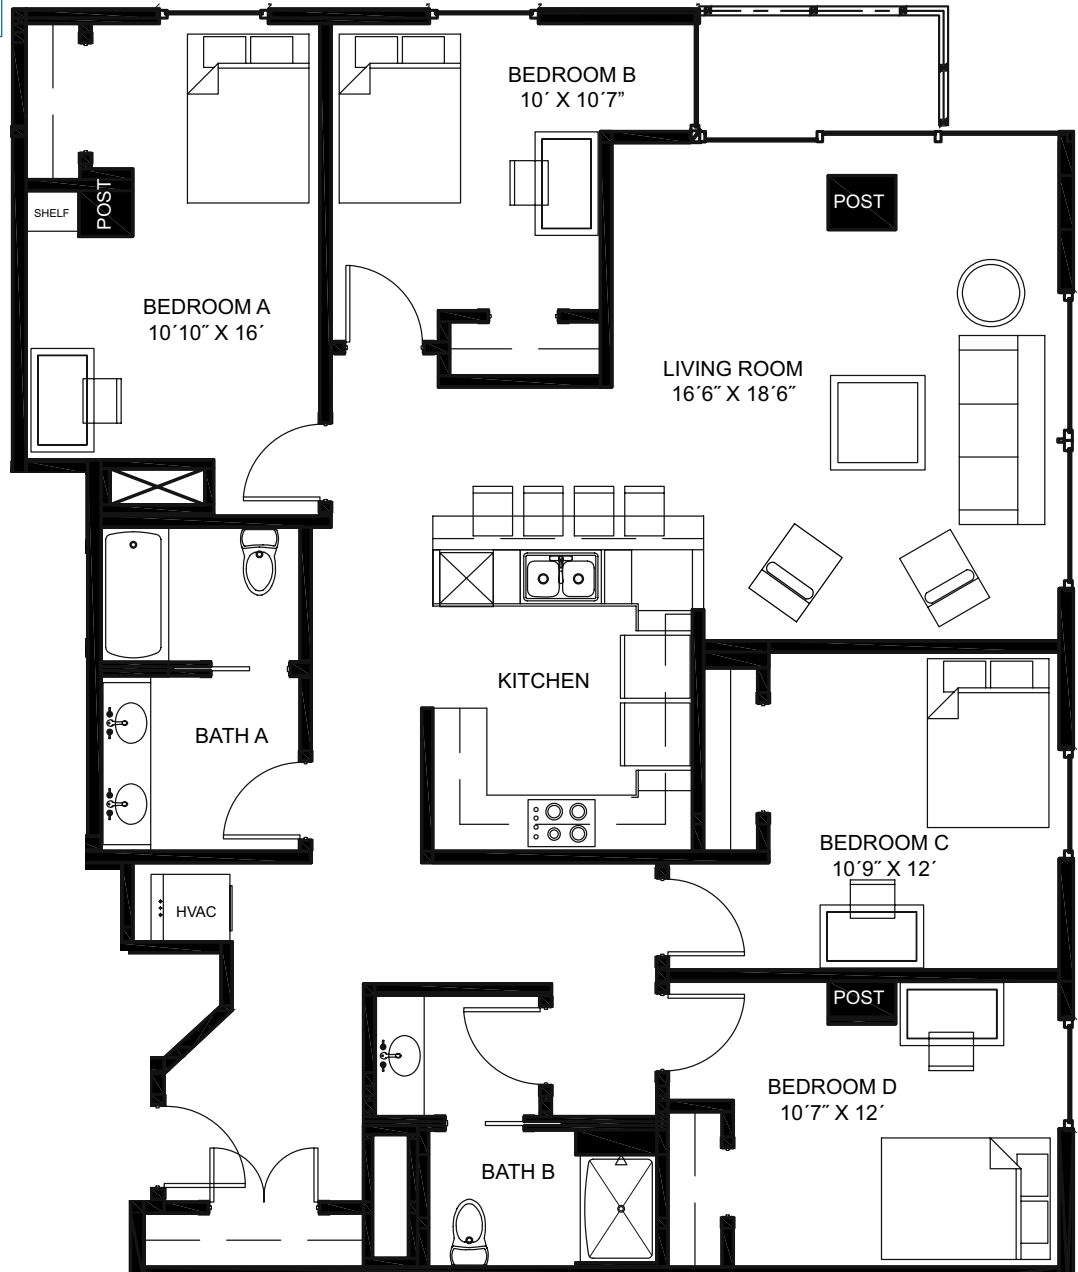 BEDROOM B
10´ X 10´7”
POST
SHELF
POST
BEDROOM A
10´10˝ X 16´
LIVING ROOM
16´6˝ X 18´6˝
KITCHEN
BATH A
BEDROOM C
10´9˝ X 12´
HVAC
POST
BEDROOM D
10´7˝ X 12´
BATH B